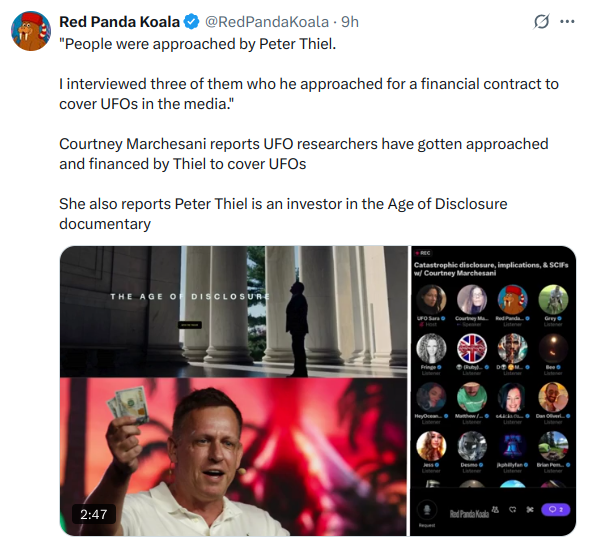 Red Panda Koala @RedPandaKoala · 9h
"People were approached by Peter Thiel.
I interviewed three of them who he approached for a financial contract to
cover UFOs in the media."
Courtney Marchesani reports UFO researchers have gotten approached
and financed by Thiel to cover UFOs
She also reports Peter Thiel is an investor in the Age of Disclosure
documentary
THE AGE OF DISCLOSURE
REC
Catastrophic disclosure, implications, & SCIFs
w/ Courtney Marchesani
UFO Sara Courtney Ma... Red Panda... Grey
Host Speaker Listener Listener
Fringe (Ruby)... Bee
Listener Listener Listener Listener
HeyOcean... Matthew /... Dan Oliveri...
Listener Listener Listener Listener
Jess Desmo jkphillyfan Brian Pem...
Listener Listener Listener Listener
2:47
Request
Red Panda Koala